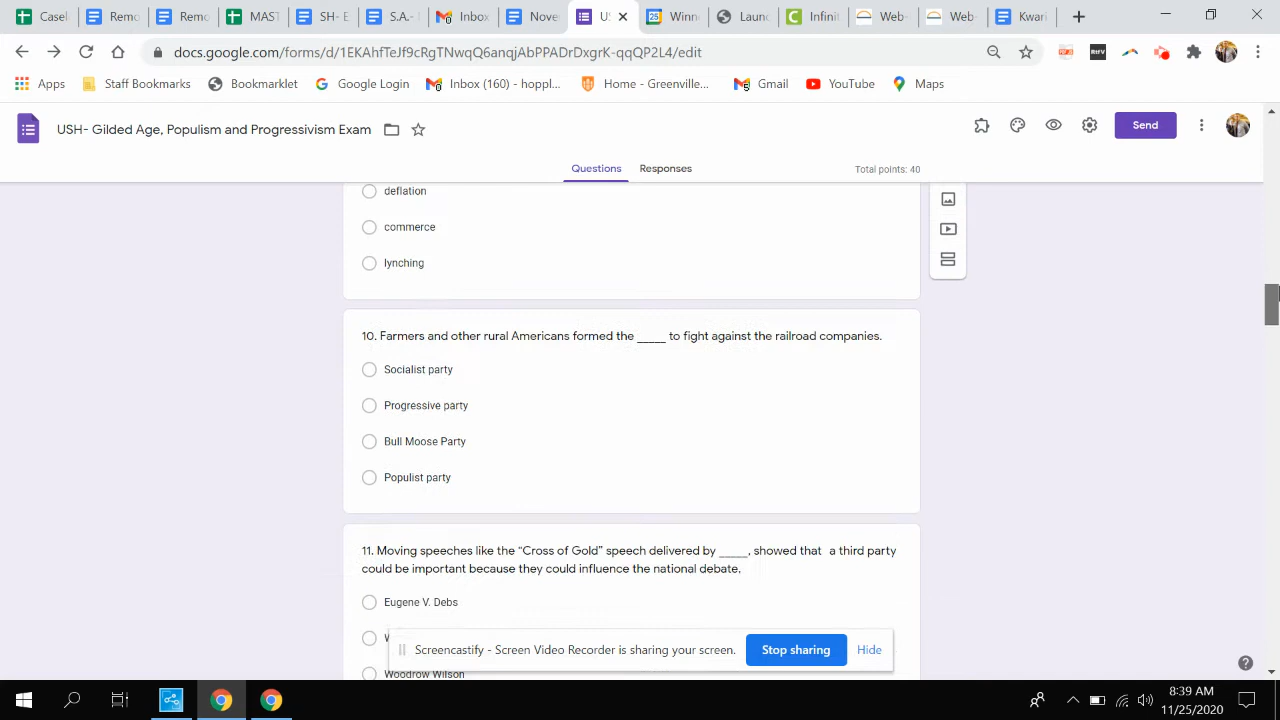 Casel
Remo
Remo
MAST
SH- E
S.A.-
Inbox
Nove
US
Winn
Laun
Infinit
Web-
Web-
Kwari
docs.google.com/forms/d/1EKAhfTeJf9cRgTNwqQ6anqjAbPPADrDxgrK-qqQP2L4/edit
Apps
Staff Bookmarks
Bookmarklet
Google Login
Inbox (160) - hoppl...
Home - Greenville...
Gmail
YouTube
Maps
USH- Gilded Age, Populism and Progressivism Exam
Send
Questions
Responses
Total points: 40
deflation
commerce
lynching
10. Farmers and other rural Americans formed the _____ to fight against the railroad companies.
Socialist party
Progressive party
Bull Moose Party
Populist party
11. Moving speeches like the “Cross of Gold” speech delivered by _____, showed that a third party
could be important because they could influence the national debate.
Eugene V. Debs
Screencastify - Screen Video Recorder is sharing your screen.
Stop sharing
Hide
Woodrow Wilson
8:39 AM
11/25/2020